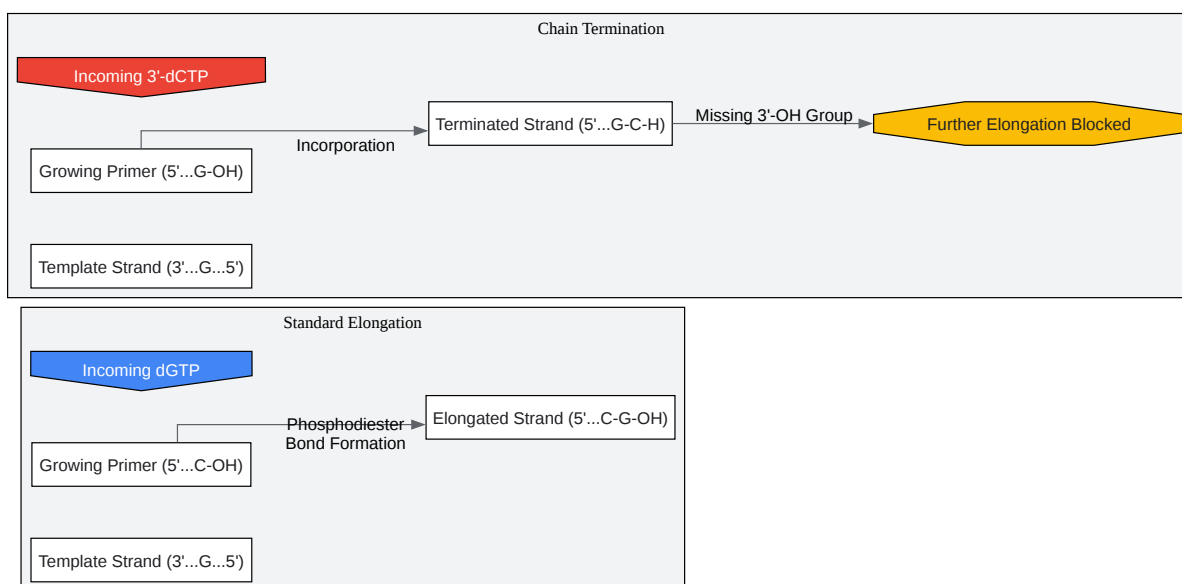 Chain Termination
Incoming 3'-dCTP
Growing Primer (5'...G-OH)
Template Strand (3'...G...5')
Incorporation
Terminated Strand (5'...G-C-H)
Missing 3'-OH Group
Further Elongation Blocked
Standard Elongation
Incoming dGTP
Growing Primer (5'...C-OH)
Template Strand (3'...G...5')
Phosphodiester
Bond Formation
Elongated Strand (5'...C-G-OH)